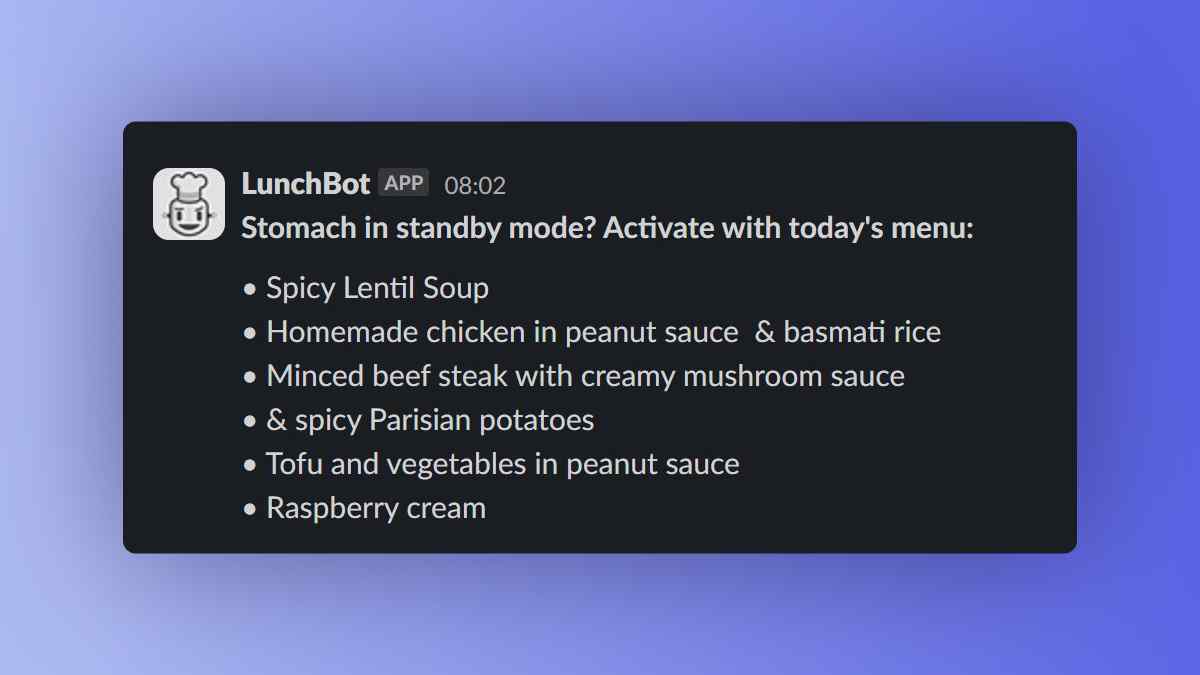 LunchBot APP 08:02
Stomach in standby mode? Activate with today's menu:
• Spicy Lentil Soup
• Homemade chicken in peanut sauce  & basmati rice
• Minced beef steak with creamy mushroom sauce
• & spicy Parisian potatoes
• Tofu and vegetables in peanut sauce
• Raspberry cream